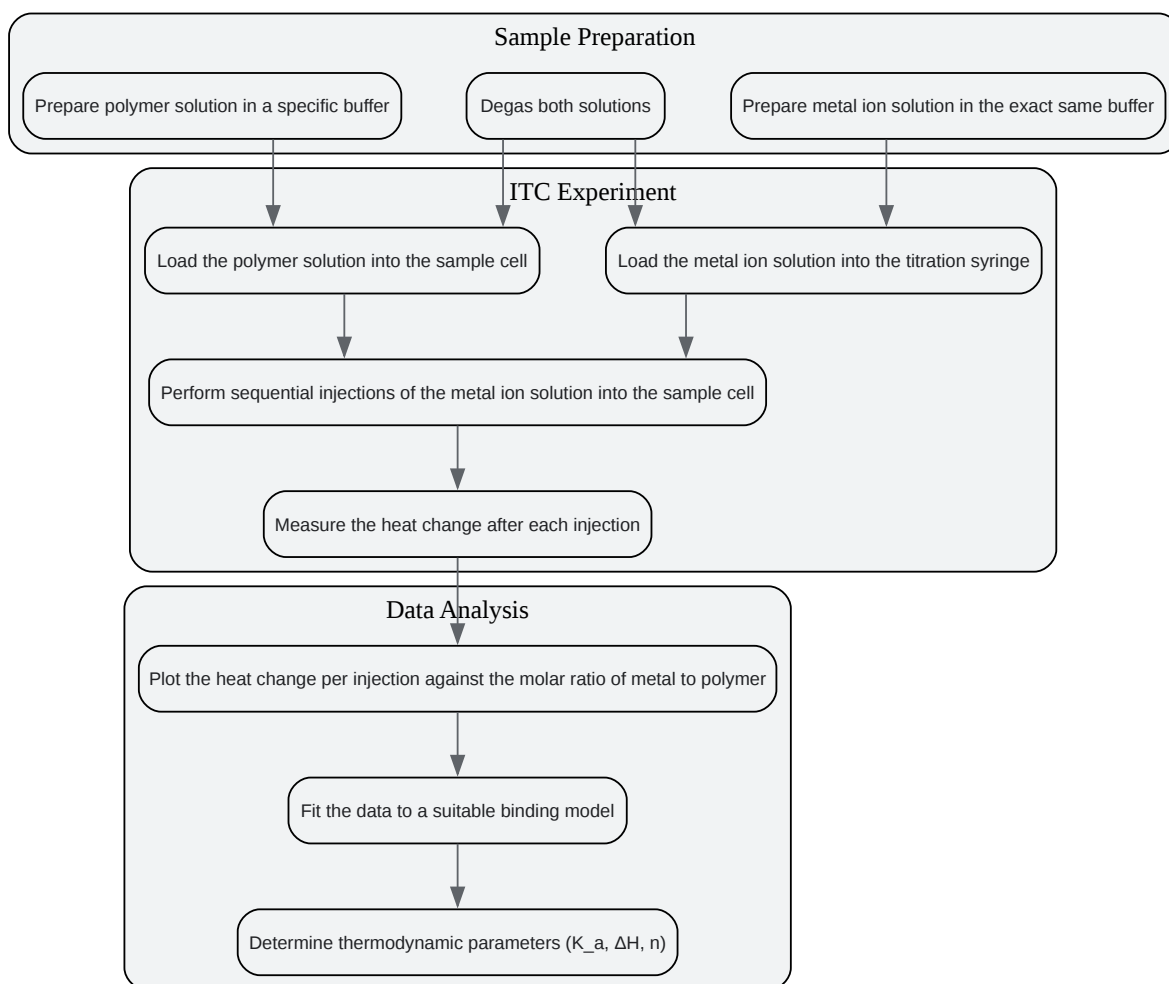 Sample Preparation
Prepare polymer solution in a specific buffer
Degas both solutions
Prepare metal ion solution in the exact same buffer
ITC Experiment
Load the polymer solution into the sample cell
Load the metal ion solution into the titration syringe
Perform sequential injections of the metal ion solution into the sample cell
Measure the heat change after each injection
Data Analysis
Plot the heat change per injection against the molar ratio of metal to polymer
Fit the data to a suitable binding model
Determine thermodynamic parameters (K_a, ΔH, n)